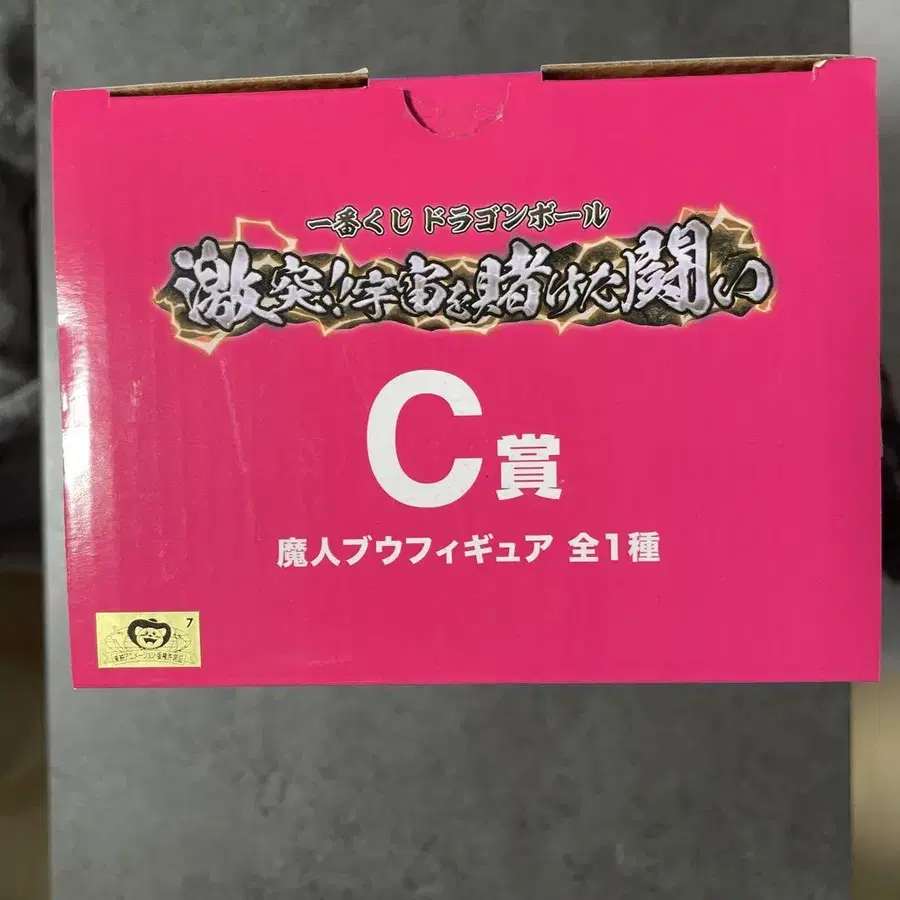 一番くじ ドラゴンボール
激突!!宇宙を賭けた闘い
C賞
魔人ブウフィギュア 全1種
7